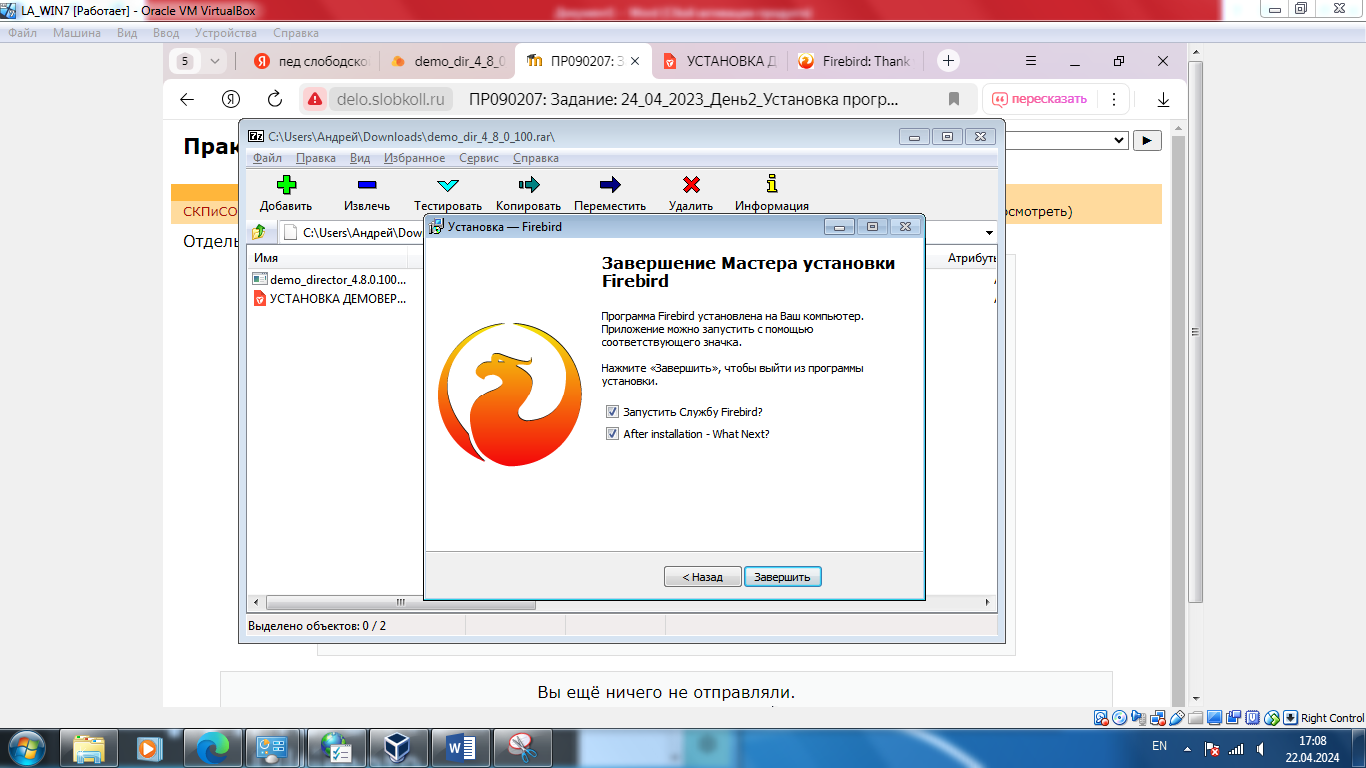 LA_WIN7 [Работает] - Oracle VM VirtualBox
Файл Машина Вид Ввод Устройства Справка
5 пед слободско demo_dir_4_8_0 ПР090207: З УСТАНОВКА Д Firebird: Thank
delo.slobkoll.ru ПР090207: Задание: 24_04_2023_День2_Установка прогр... пересказать
Прак
СКПиСО
осмотреть)
Отдель
C:\Users\Андрей\Downloads\demo_dir_4_8_0_100.rar\
Файл Правка Вид Избранное Сервис Справка
Добавить Извлечь Тестировать Копировать Переместить Удалить Информация
C:\Users\Андрей\Dow
Имя
Атрибуть
demo_director_4.8.0.100...
УСТАНОВКА ДЕМОВЕР...
Установка — Firebird
Завершение Мастера установки
Firebird
Программа Firebird установлена на Ваш компьютер.
Приложение можно запустить с помощью
соответствующего значка.
Нажмите «Завершить», чтобы выйти из программы
установки.
Запустить Службу Firebird?
After installation - What Next?
< Назад Завершить
Выделено объектов: 0 / 2
Вы ещё ничего не отправляли.
Right Control
EN
17:08
22.04.2024